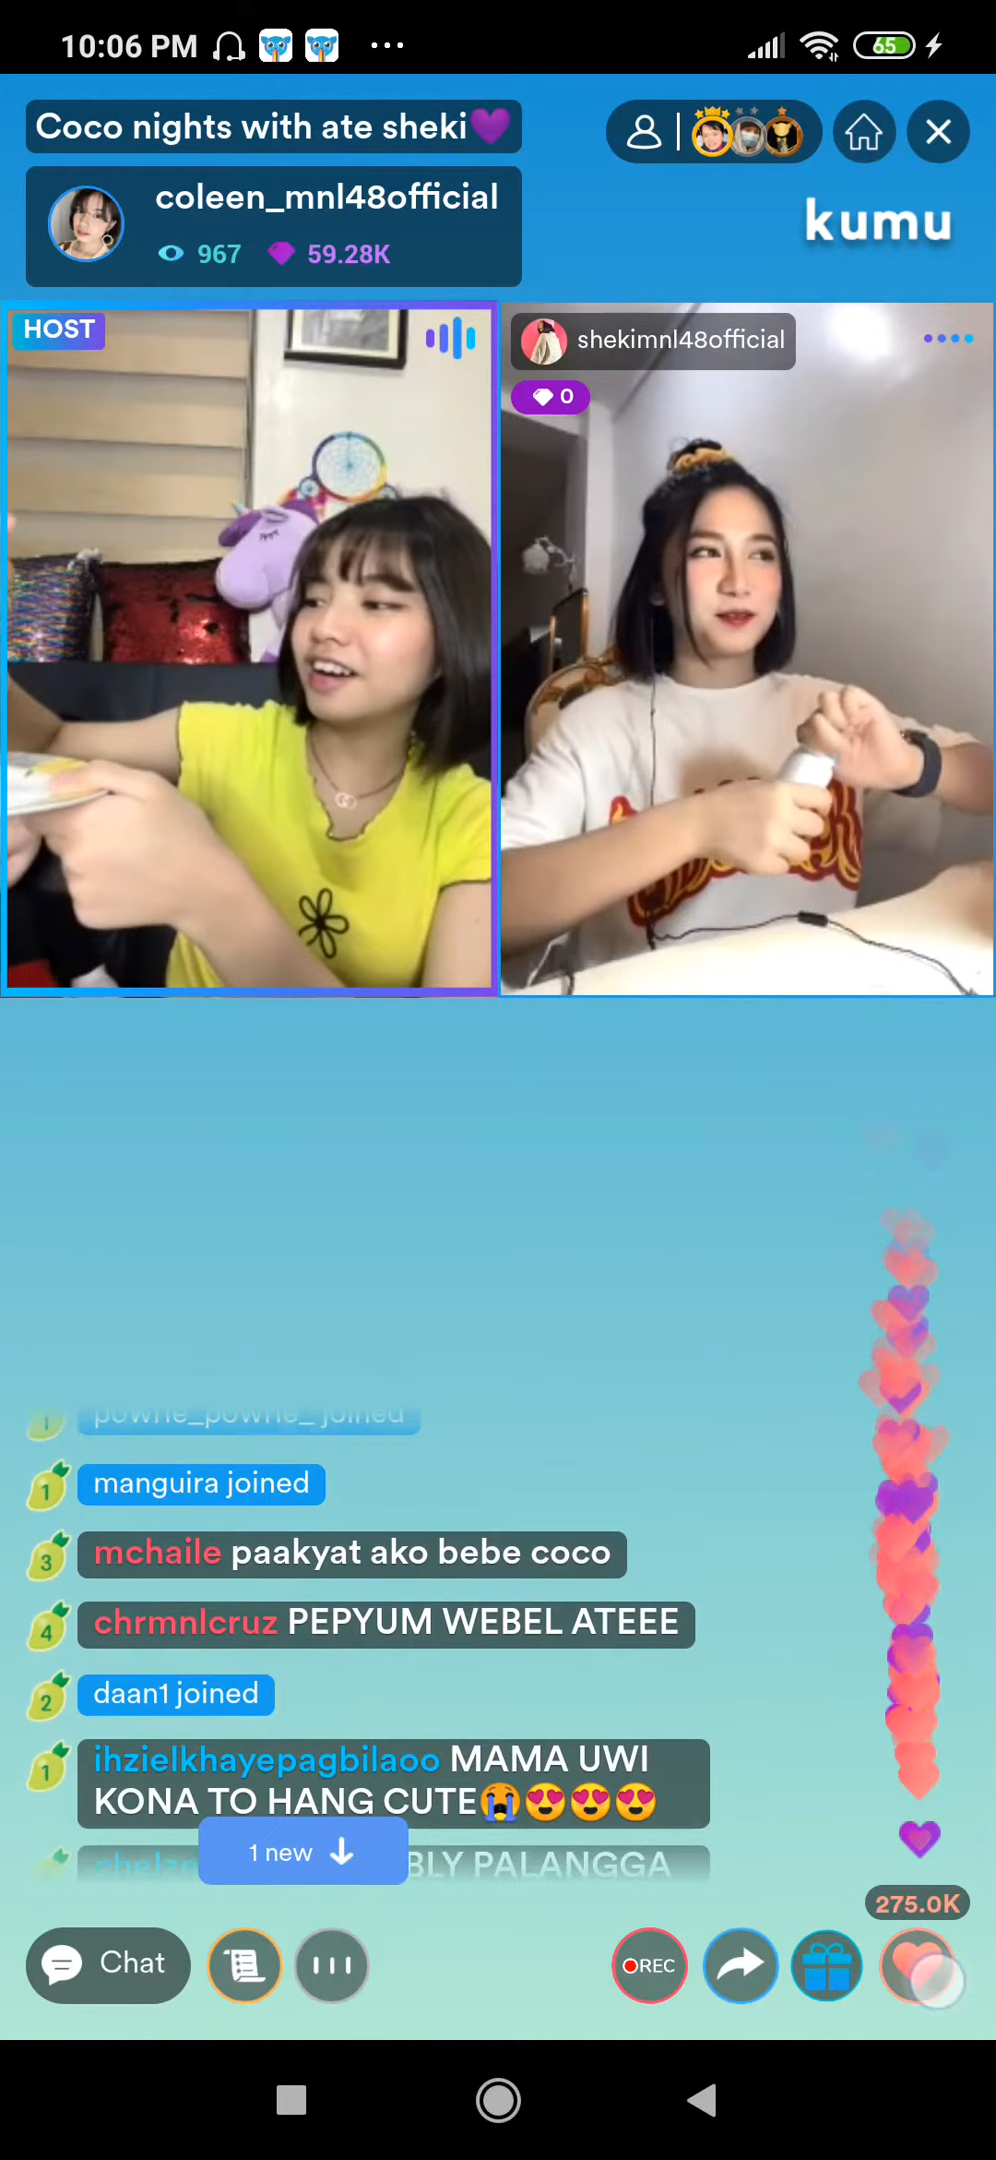 10:06 PM
65
Coco nights with ate sheki💜
coleen_mnl48official
967 59.28K
kumu
HOST
shekimnl48official
0
powne_powne_ joined
1 manguira joined
3 mchaile paakyat ako bebe coco
4 chrmnlcruz PEPYUM WEBEL ATEEE
2 daan1 joined
1 ihzielkhayepagbilaoo MAMA UWI
KONA TO HANG CUTE😭😍😍😍
1 new
BLY PALANGGA
275.0K
Chat
REC